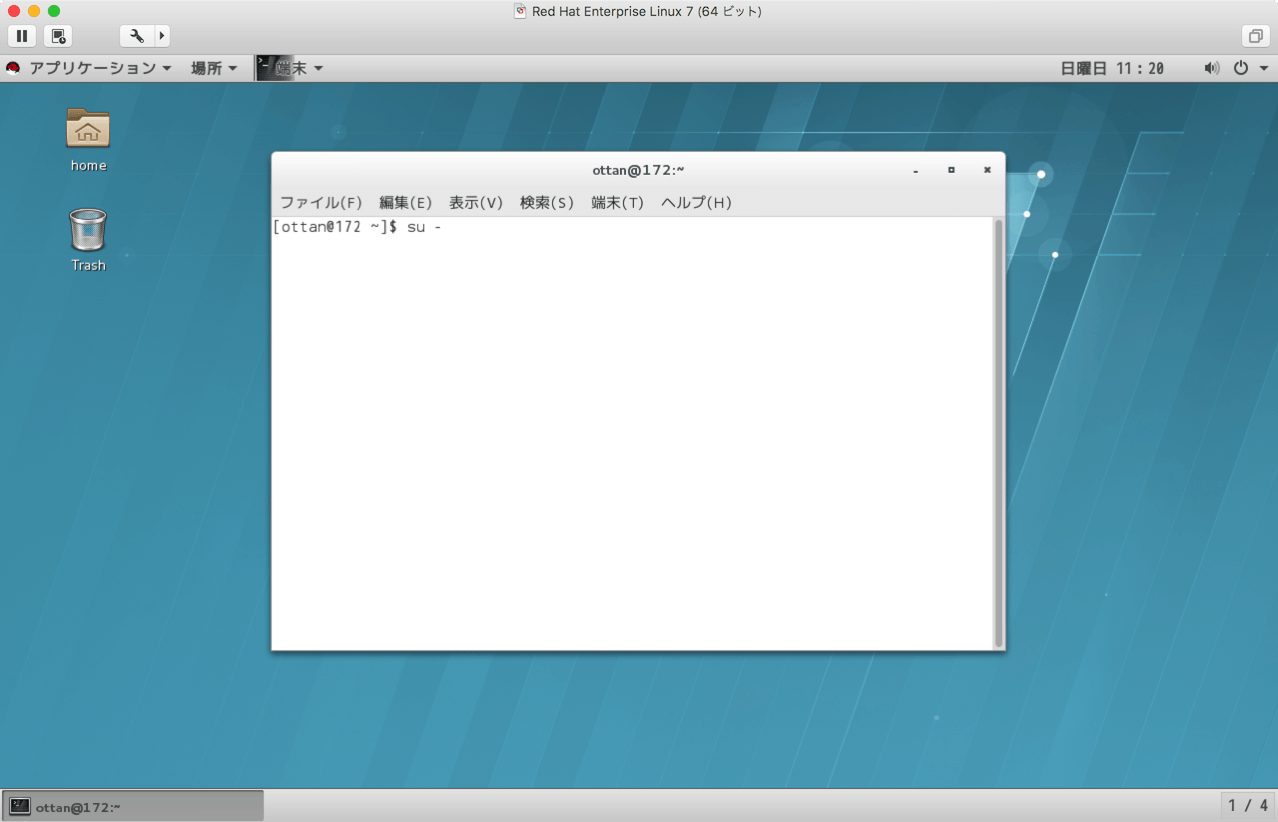 Red Hat Enterprise Linux 7 (64 ビット)
アプリケーション 場所 端末 日曜日 11:20
home
Trash
ottan@172:~
ファイル(F) 編集(E) 表示(V) 検索(S) 端末(T) ヘルプ(H)
[ottan@172 ~]$ su -
ottan@172:~
1 / 4